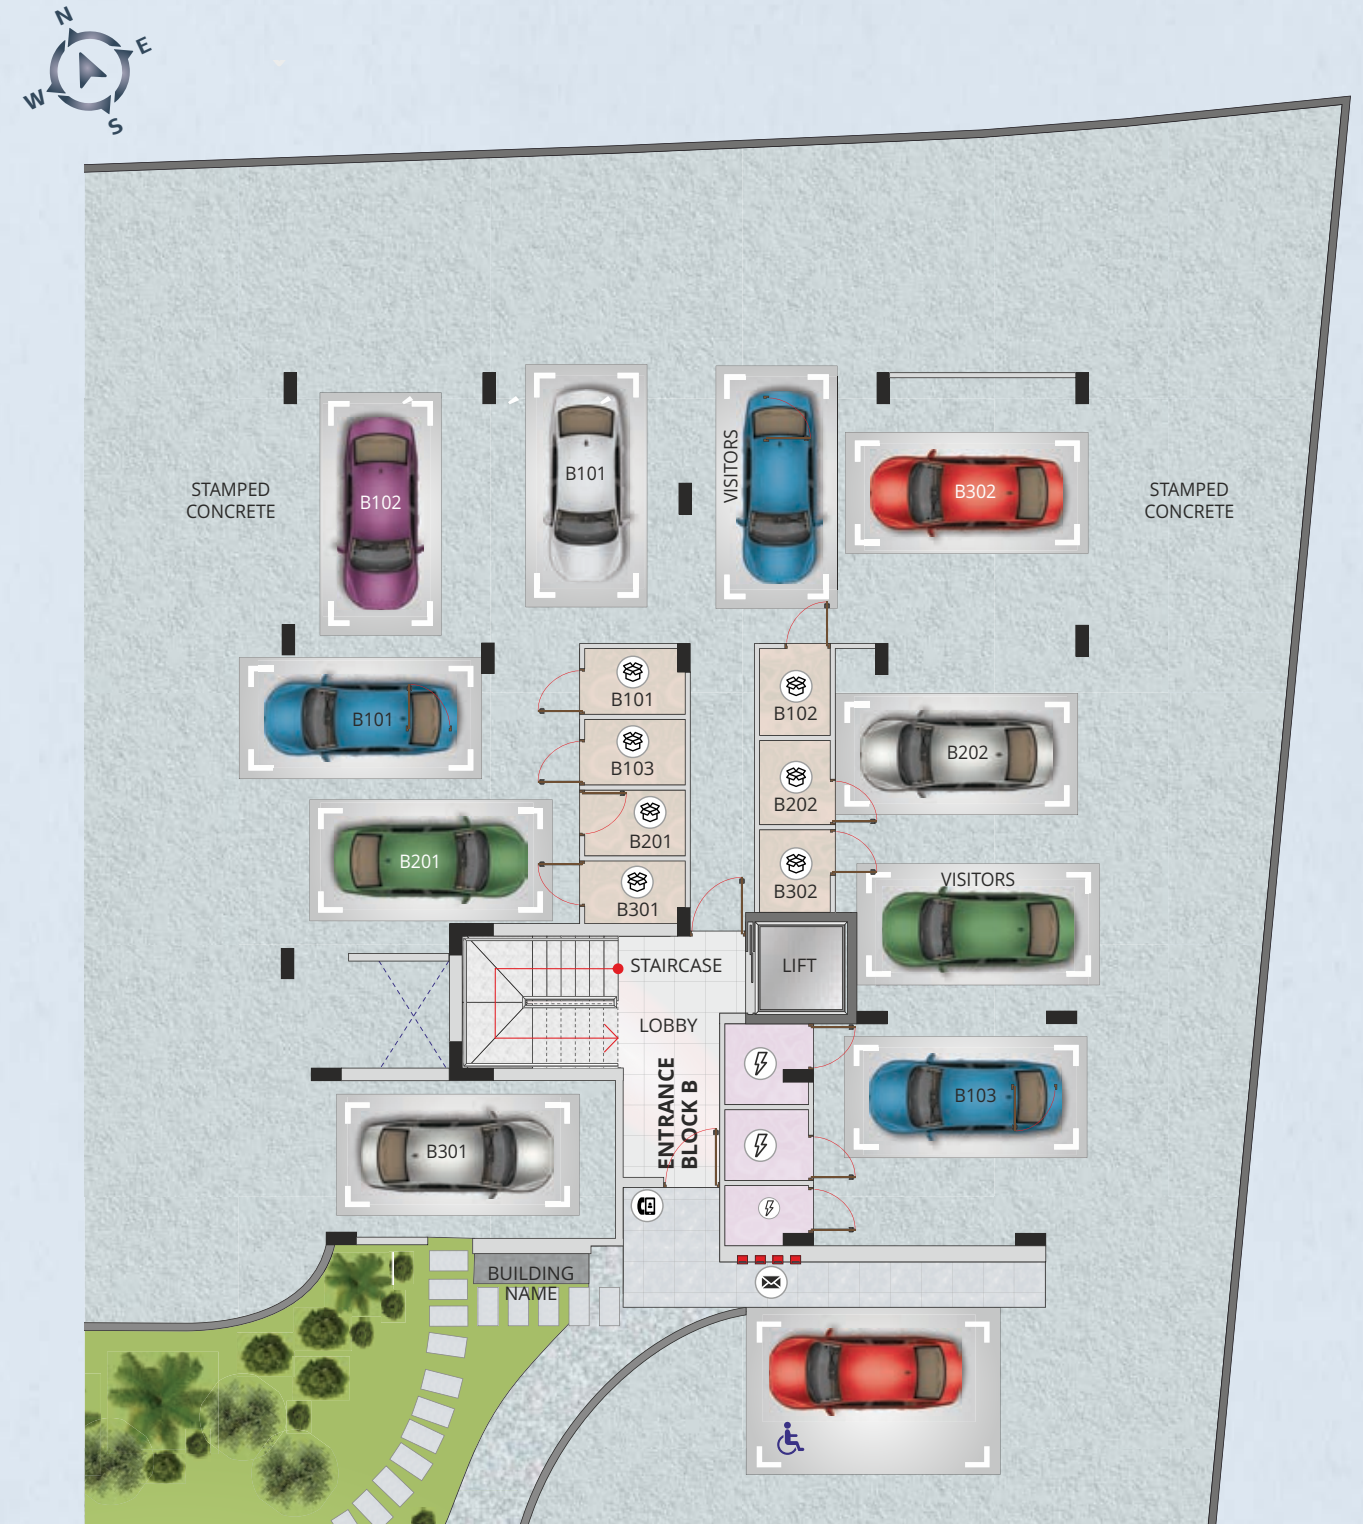 N
E
W
S
STAMPED
CONCRETE
B102
B101
VISITORS
B302
STAMPED
CONCRETE
B101
B101
B102
B202
B103
B202
B201
B201
B301
B302
VISITORS
STAIRCASE
LIFT
LOBBY
ENTRANCE
BLOCK B
B103
B301
BUILDING
NAME